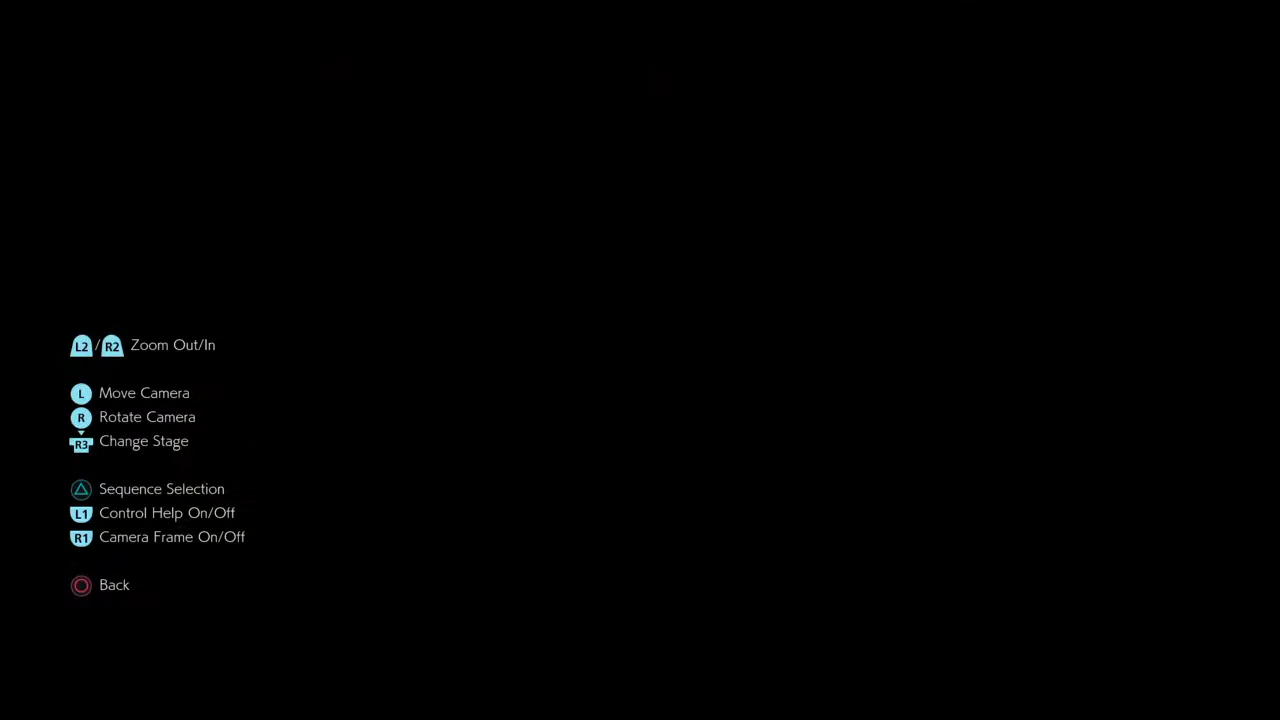 L2 / R2 Zoom Out/In
L Move Camera
R Rotate Camera
R3 Change Stage
Sequence Selection
L1 Control Help On/Off
R1 Camera Frame On/Off
Back